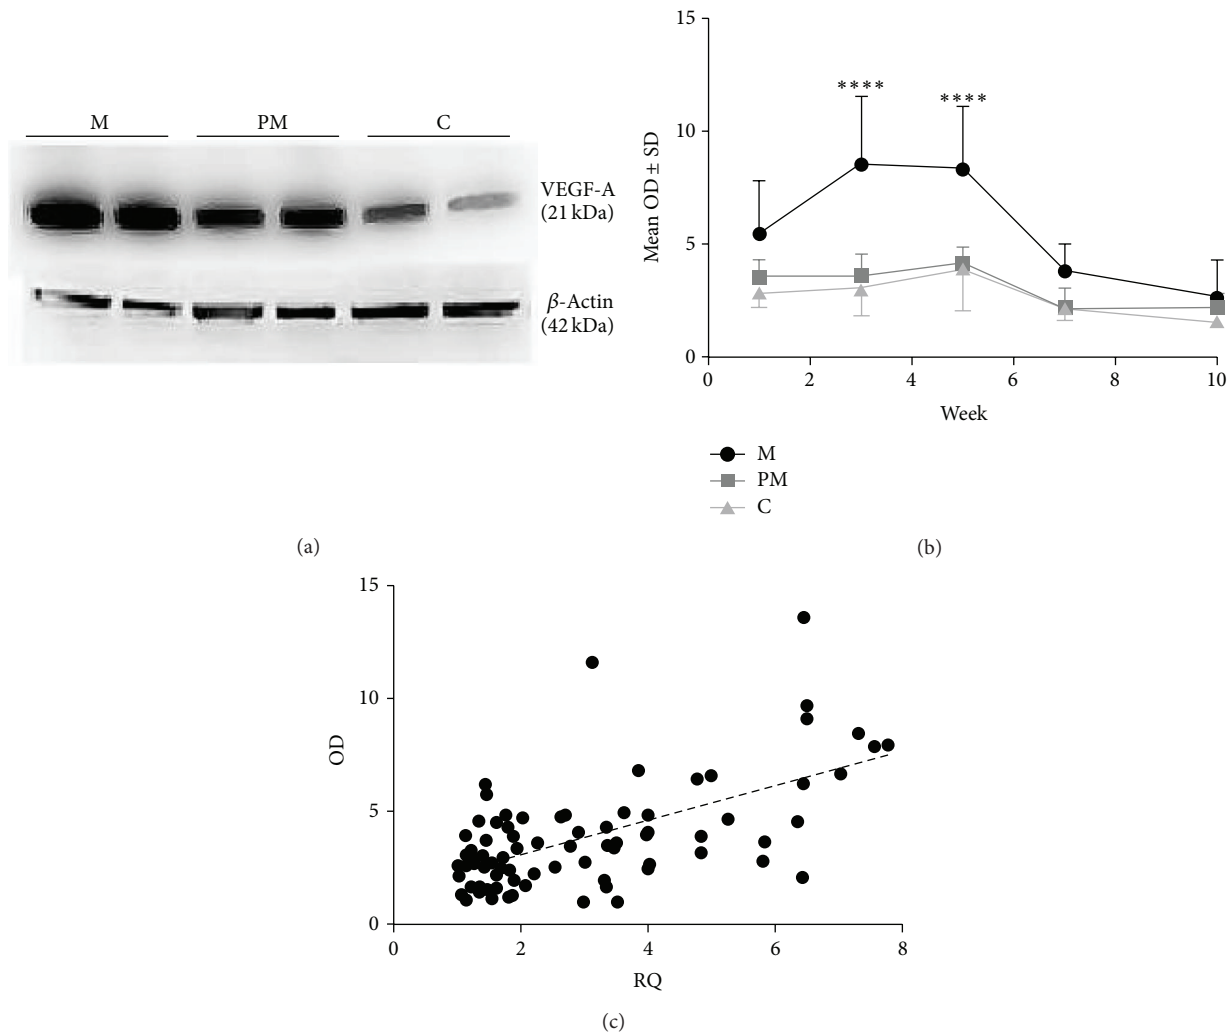 M PM C
VEGF-A
(21 kDa)
β-Actin
(42 kDa)
(a)
15
10
5
0
Mean OD ± SD
**** ****
0 2 4 6 8 10
Week
M
PM
C
(b)
15
10
5
0
OD
0 2 4 6 8
RQ
(c)